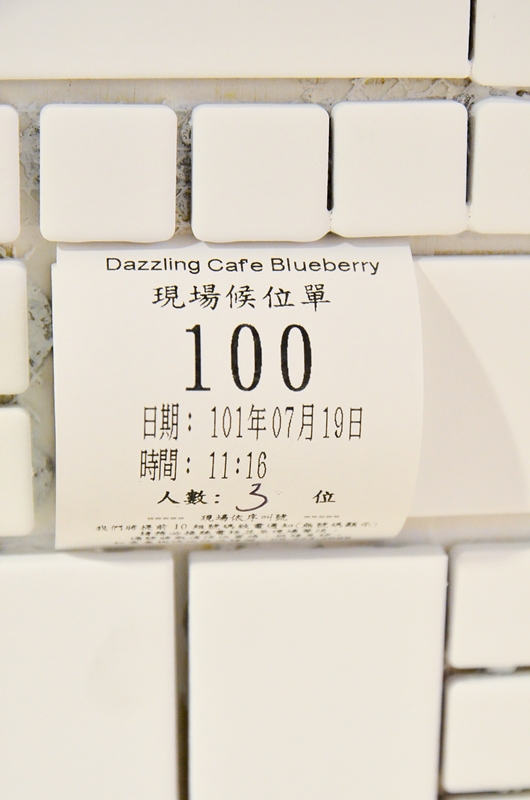 Dazzling Cafe Blueberry
現場候位單
100
日期： 101年07月19日
時間： 11:16
人數： 3 位
----- 現場依序叫號 -----